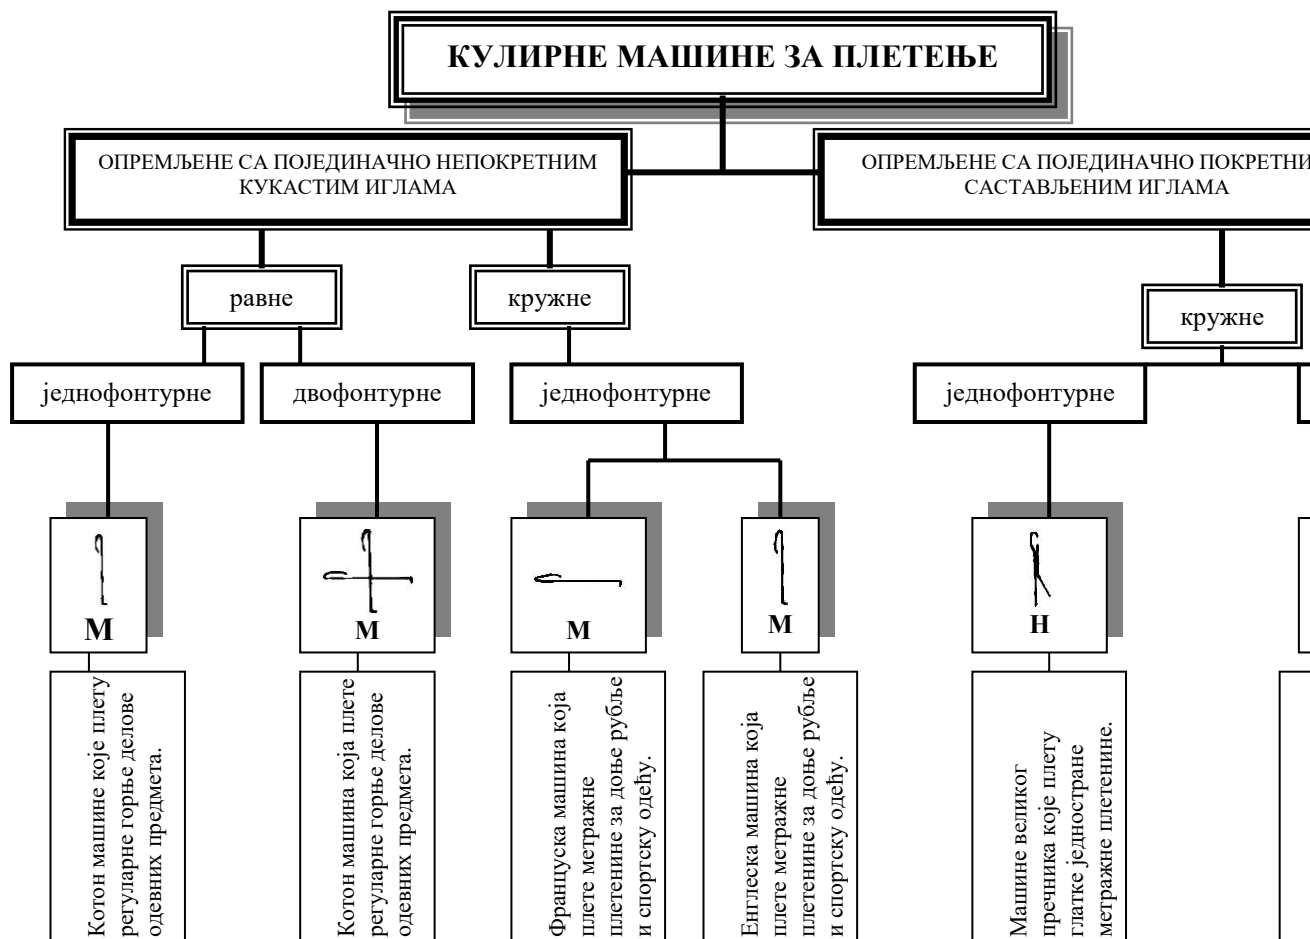 КУЛИРНЕ МАШИНЕ ЗА ПЛЕТЕЊЕ
ОПРЕМЉЕНЕ СА ПОЈЕДИНАЧНО НЕПОКРЕТНИМ
КУКАСТИМ ИГЛАМА
ОПРЕМЉЕНЕ СА ПОЈЕДИНАЧНО ПОКРЕТНИ
САСТАВЉЕНИМ ИГЛАМА
равне
кружне
кружне
једнофонтурне
двофонтурне
једнофонтурне
једнофонтурне
М
М
М
М
Н
Котон машине које плету
регуларне горње делове
одевних предмета.
Котон машина која плете
регуларне горње делове
одевних предмета.
Француска машина која
плете метражне
плетенине за доње рубље
и спортску одећу.
Енглеска машина која
плете метражне
плетенине за доње рубље
и спортску одећу.
Машине великог
пречника које плету
глатке једностране
метражне плетенине.